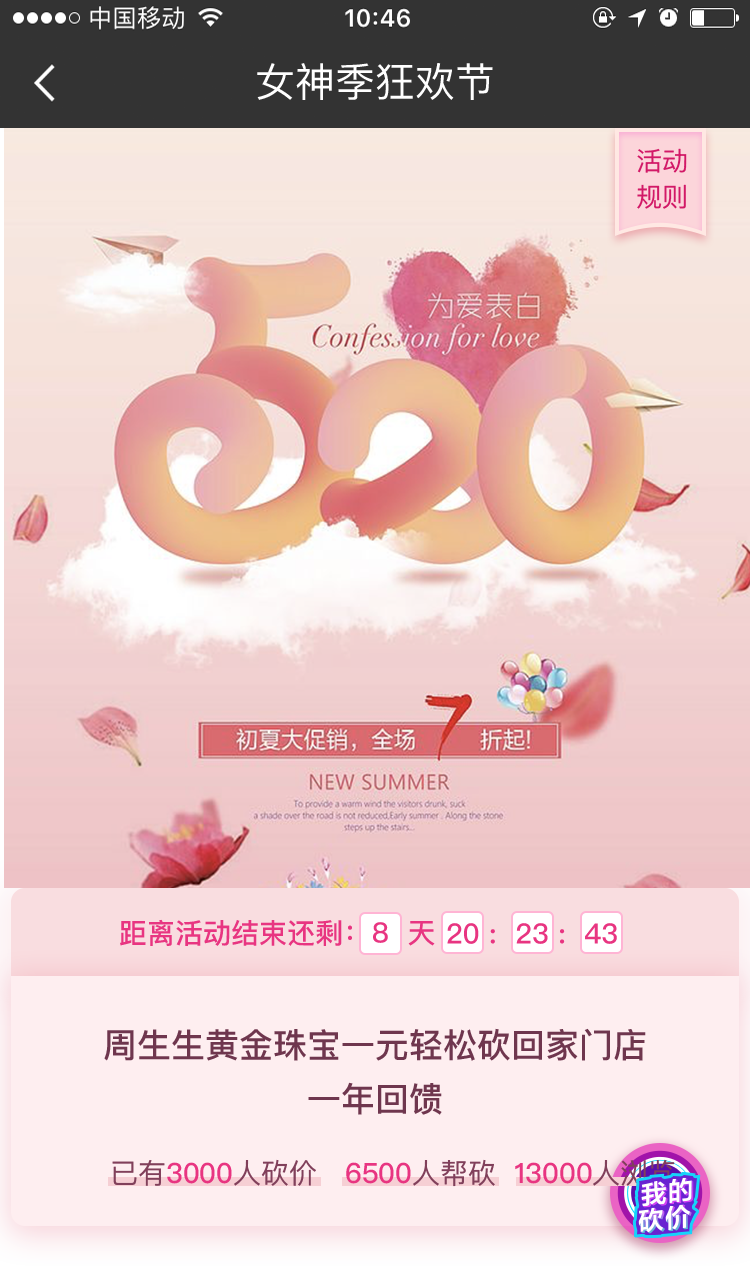 中国移动
10:46
女神季狂欢节
活动
规则
520
为爱表白
Confession for love
初夏大促销，全场7折起!
NEW SUMMER
To provide a warm wind the visitors drunk, suck
a shade over the road is not reduced,Early summer . Along the stone
steps up the stairs...
距离活动结束还剩: 8 天 20 : 23 : 43
周生生黄金珠宝一元轻松砍回家门店
一年回馈
已有3000人砍价 6500人帮砍 13000人浏览
我的
砍价